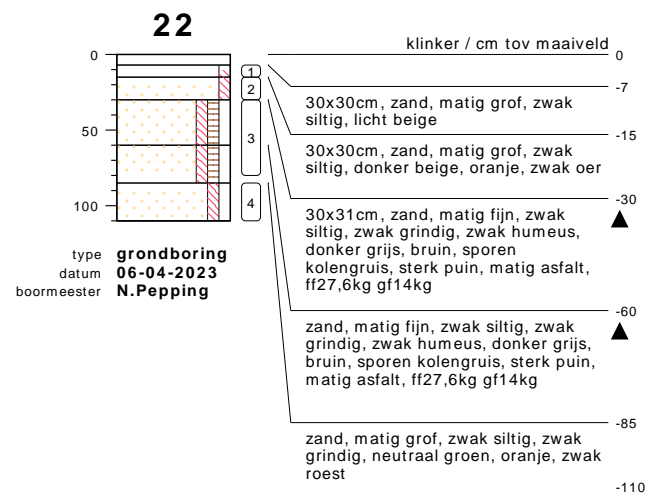 22
klinker / cm tov maaiveld
0
0
-7
1
2
30x30cm, zand, matig grof, zwak
siltig, licht beige
-15
50
3
30x30cm, zand, matig grof, zwak
siltig, donker beige, oranje, zwak oer
-30
100
4
30x31cm, zand, matig fijn, zwak
siltig, zwak grindig, zwak humeus,
donker grijs, bruin, sporen
kolengruis, sterk puin, matig asfalt,
ff27,6kg gf14kg
type grondboring
datum 06-04-2023
boormeester N.Pepping
-60
zand, matig fijn, zwak siltig, zwak
grindig, zwak humeus, donker grijs,
bruin, sporen kolengruis, sterk puin,
matig asfalt, ff27,6kg gf14kg
-85
zand, matig grof, zwak siltig, zwak
grindig, neutraal groen, oranje, zwak
roest
-110